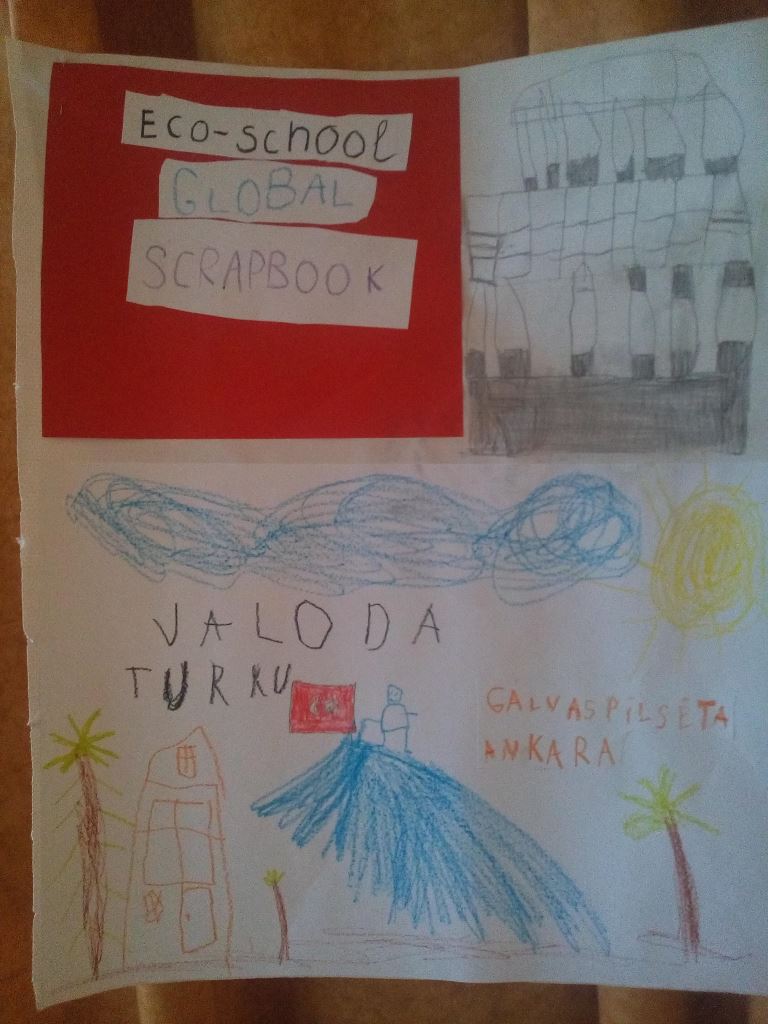 ECO-SCHOOL
GLOBAL
SCRAPBOOK
VALODA
TURKU
GALVASPILSĒTA
ANKARA